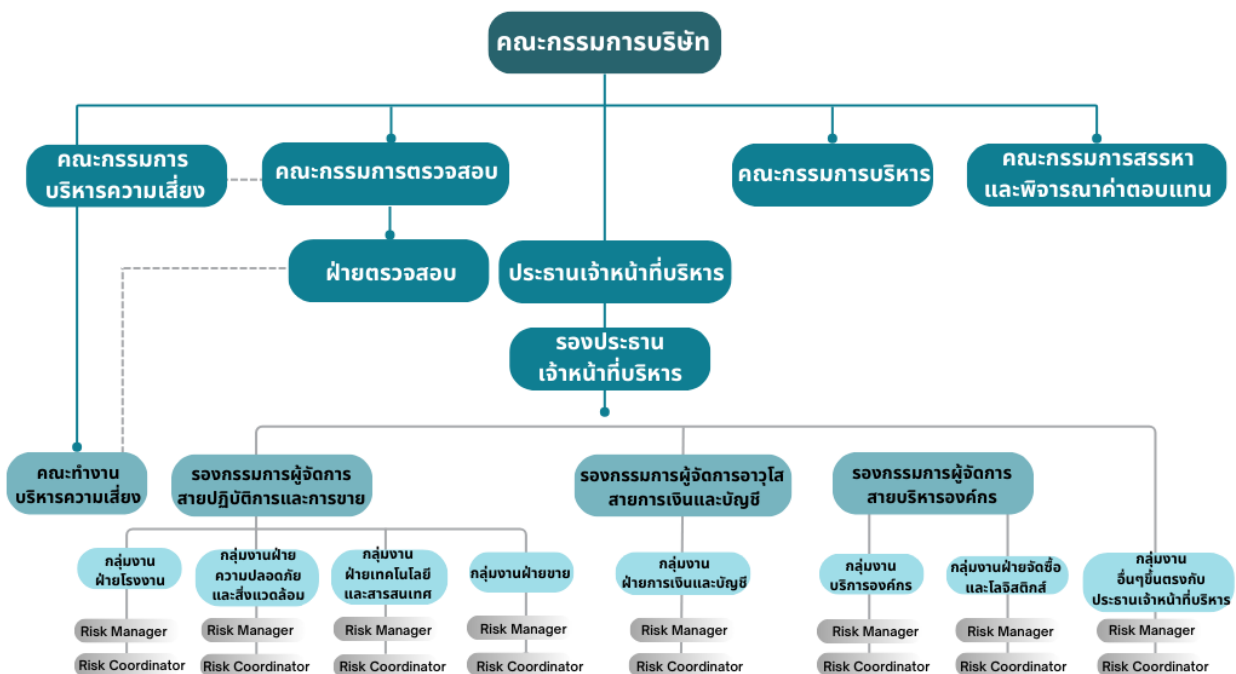 คณะกรรมการบริษัท
คณะกรรมการ
บริหารความเสี่ยง
คณะกรรมการตรวจสอบ
คณะกรรมการบริหาร
คณะกรรมการสรรหา
และพิจารณาค่าตอบแทน
ฝ่ายตรวจสอบ
ประธานเจ้าหน้าที่บริหาร
รองประธาน
เจ้าหน้าที่บริหาร
คณะทำงาน
บริหารความเสี่ยง
รองกรรมการผู้จัดการ
สายปฏิบัติการและการขาย
รองกรรมการผู้จัดการอาวุโส
สายการเงินและบัญชี
รองกรรมการผู้จัดการ
สายบริหารองค์กร
กลุ่มงาน
ฝ่ายโรงงาน
กลุ่มงานฝ่าย
ความปลอดภัย
และสิ่งแวดล้อม
กลุ่มงาน
ฝ่ายเทคโนโลยี
และสารสนเทศ
กลุ่มงานฝ่ายขาย
กลุ่มงาน
ฝ่ายการเงินและบัญชี
กลุ่มงาน
บริการองค์กร
กลุ่มงานฝ่ายจัดซื้อ
และโลจิสติกส์
กลุ่มงาน
อื่นๆขึ้นตรงกับ
ประธานเจ้าหน้าที่บริหาร
Risk Manager
Risk Manager
Risk Manager
Risk Manager
Risk Manager
Risk Manager
Risk Manager
Risk Manager
Risk Coordinator
Risk Coordinator
Risk Coordinator
Risk Coordinator
Risk Coordinator
Risk Coordinator
Risk Coordinator
Risk Coordinator